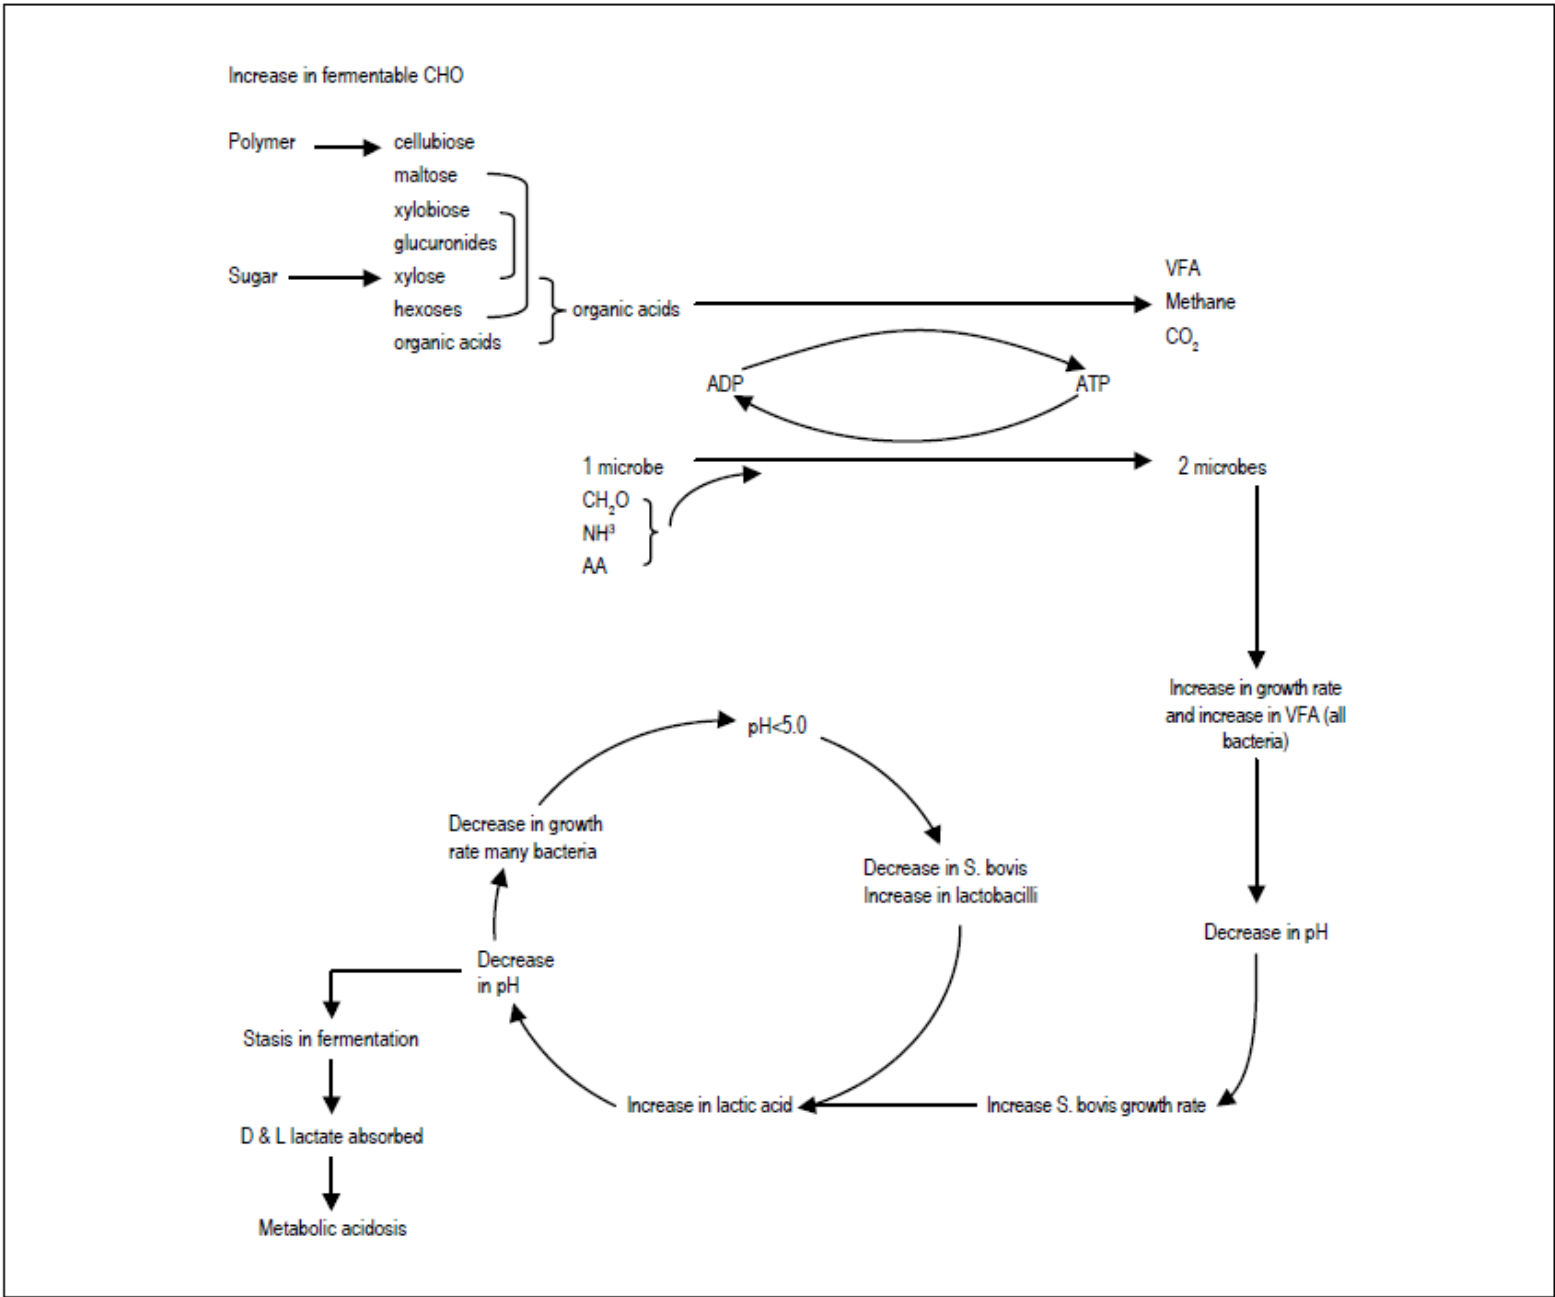 Increase in fermentable CHO
Polymer
cellubiose
maltose
xylobiose
glucuronides
Sugar
xylose
hexoses
organic acids
organic acids
VFA
Methane
CO₂
ADP
ATP
1 microbe
2 microbes
CH₂O
NH³
AA
Increase in growth rate
and increase in VFA (all
bacteria)
pH<5.0
Decrease in growth
rate many bacteria
Decrease in S. bovis
Increase in lactobacilli
Decrease in pH
Decrease
in pH
Stasis in fermentation
Increase in lactic acid
Increase S. bovis growth rate
D & L lactate absorbed
Metabolic acidosis